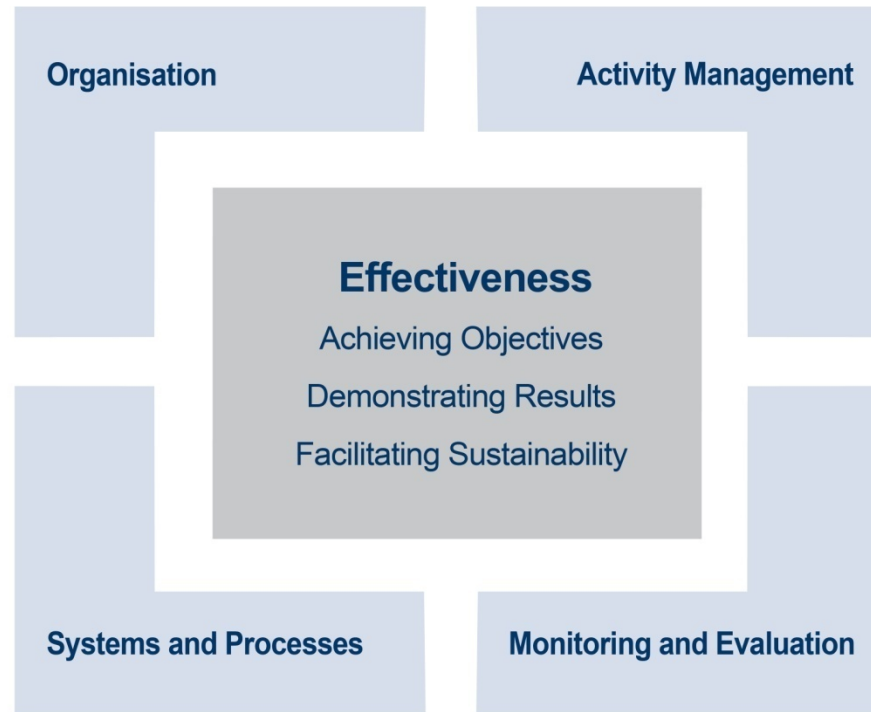 Organisation
Activity Management
Effectiveness
Achieving Objectives
Demonstrating Results
Facilitating Sustainability
Systems and Processes
Monitoring and Evaluation